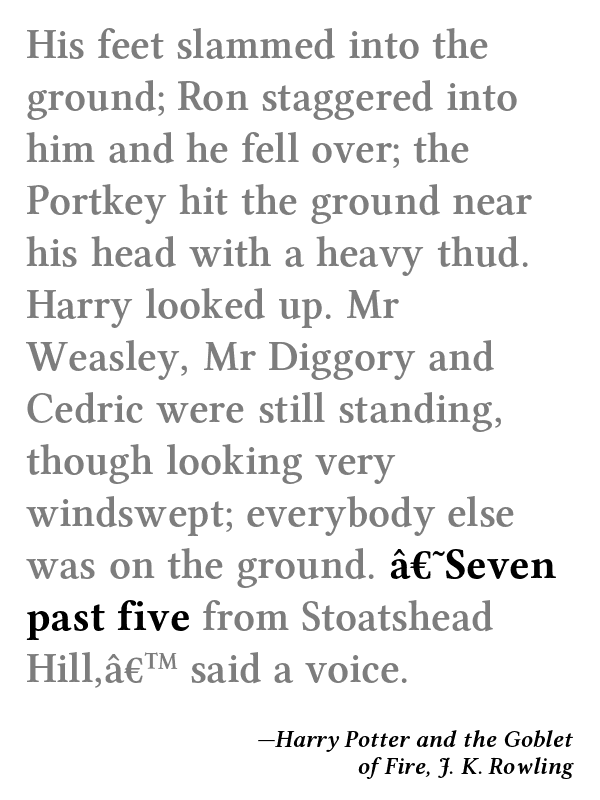 His feet slammed into the
ground; Ron staggered into
him and he fell over; the
Portkey hit the ground near
his head with a heavy thud.
Harry looked up. Mr
Weasley, Mr Diggory and
Cedric were still standing,
though looking very
windswept; everybody else
was on the ground. â€˜Seven
past five from Stoatshead
Hill,â€™ said a voice.
—Harry Potter and the Goblet
of Fire, J. K. Rowling